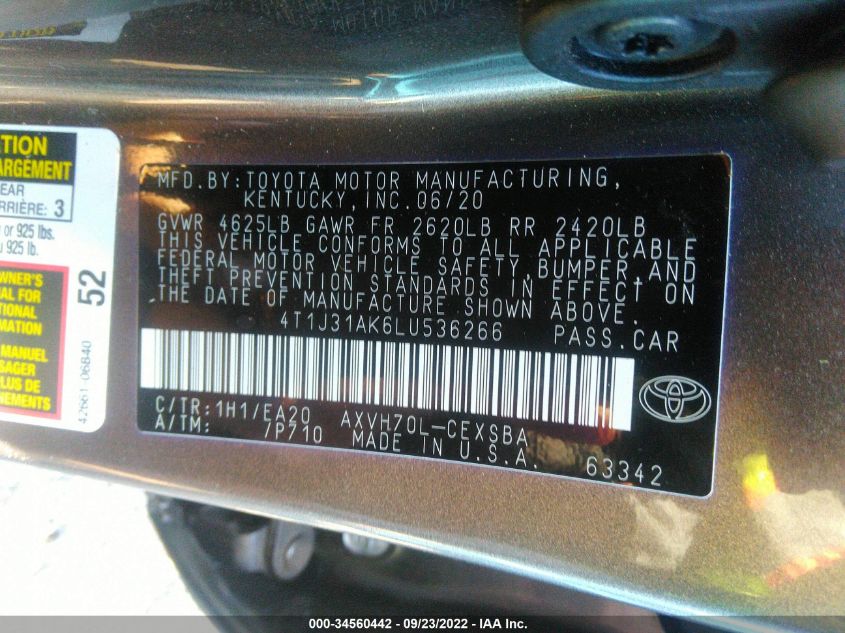 TION
ARGEMENT
EAR
RRIÈRE: 3
or 925 lbs.
u 925 lb.
WNER'S
AL FOR
TIONAL
MATION
MANUEL
SAGER
LUS DE
NEMENTS
52
42661-06840
MFD.BY:TOYOTA MOTOR MANUFACTURING,
KENTUCKY, INC.06/20
GVWR 4625LB GAWR FR 2620LB RR 2420LB
THIS VEHICLE CONFORMS TO ALL APPLICABLE
FEDERAL MOTOR VEHICLE SAFETY,BUMPER,AND
THEFT PREVENTION STANDARDS IN EFFECT ON
THE DATE OF MANUFACTURE SHOWN ABOVE.
4T1J31AK6LU536266 PASS.CAR
C/TR:1H1/EA20 AXVH70L-CEXSBA
A/TM: 7P710 MADE IN U.S.A.
63342
000-34560442 / 09/23/2022 - IAA Inc.